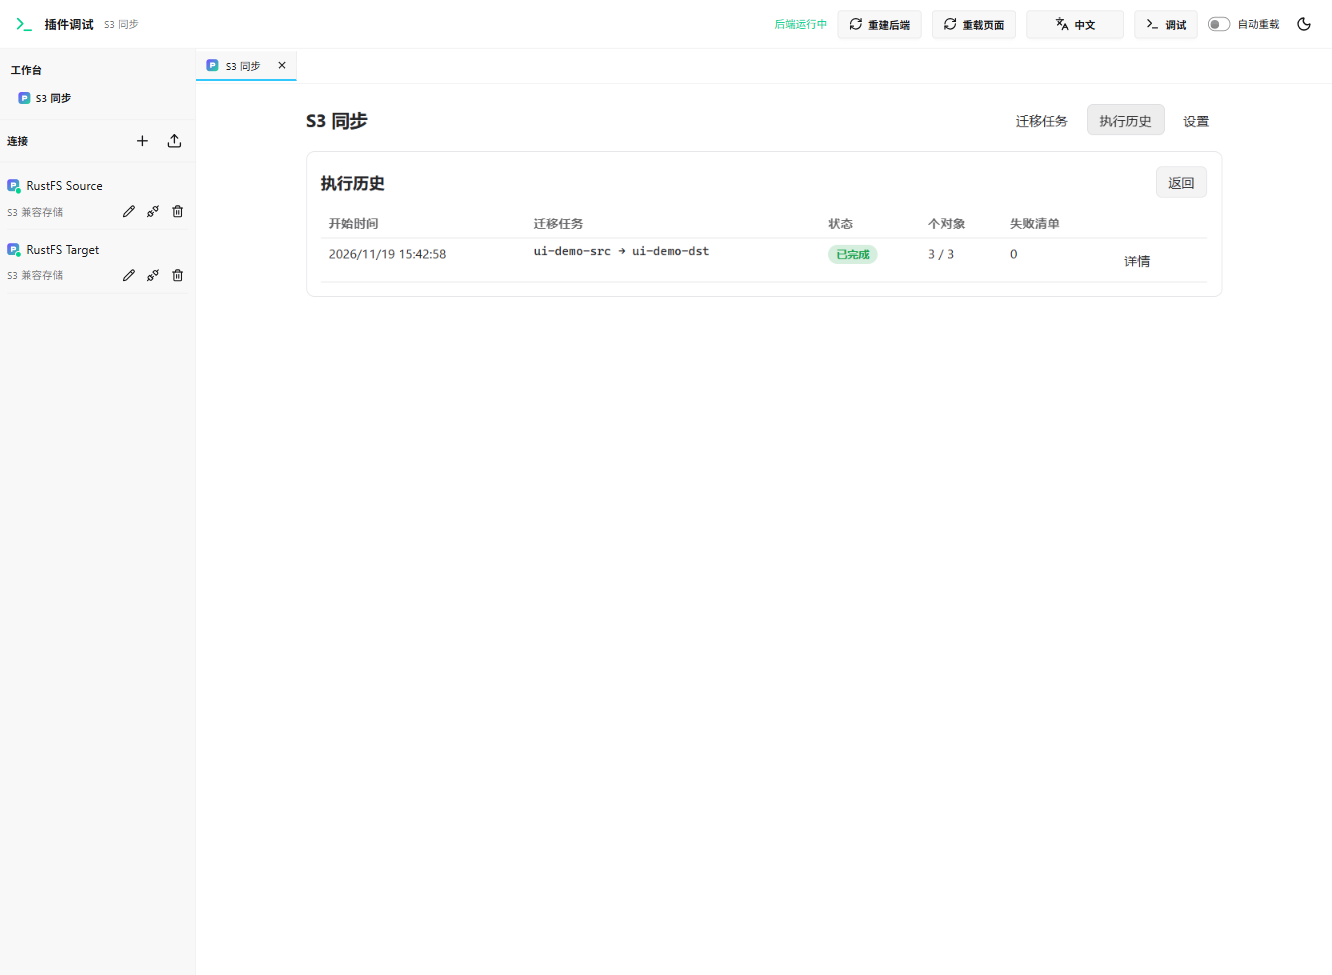 插件调试 S3 同步 后端运行中 重建后端 重载页面 中文 调试 自动重载
工作台
S3 同步
连接
RustFS Source
S3 兼容存储
RustFS Target
S3 兼容存储
S3 同步
S3 同步 迁移任务 执行历史 设置
执行历史 返回
开始时间 迁移任务 状态 个对象 失败清单
2026/11/19 15:42:58 ui-demo-src → ui-demo-dst 已完成 3 / 3 0 详情